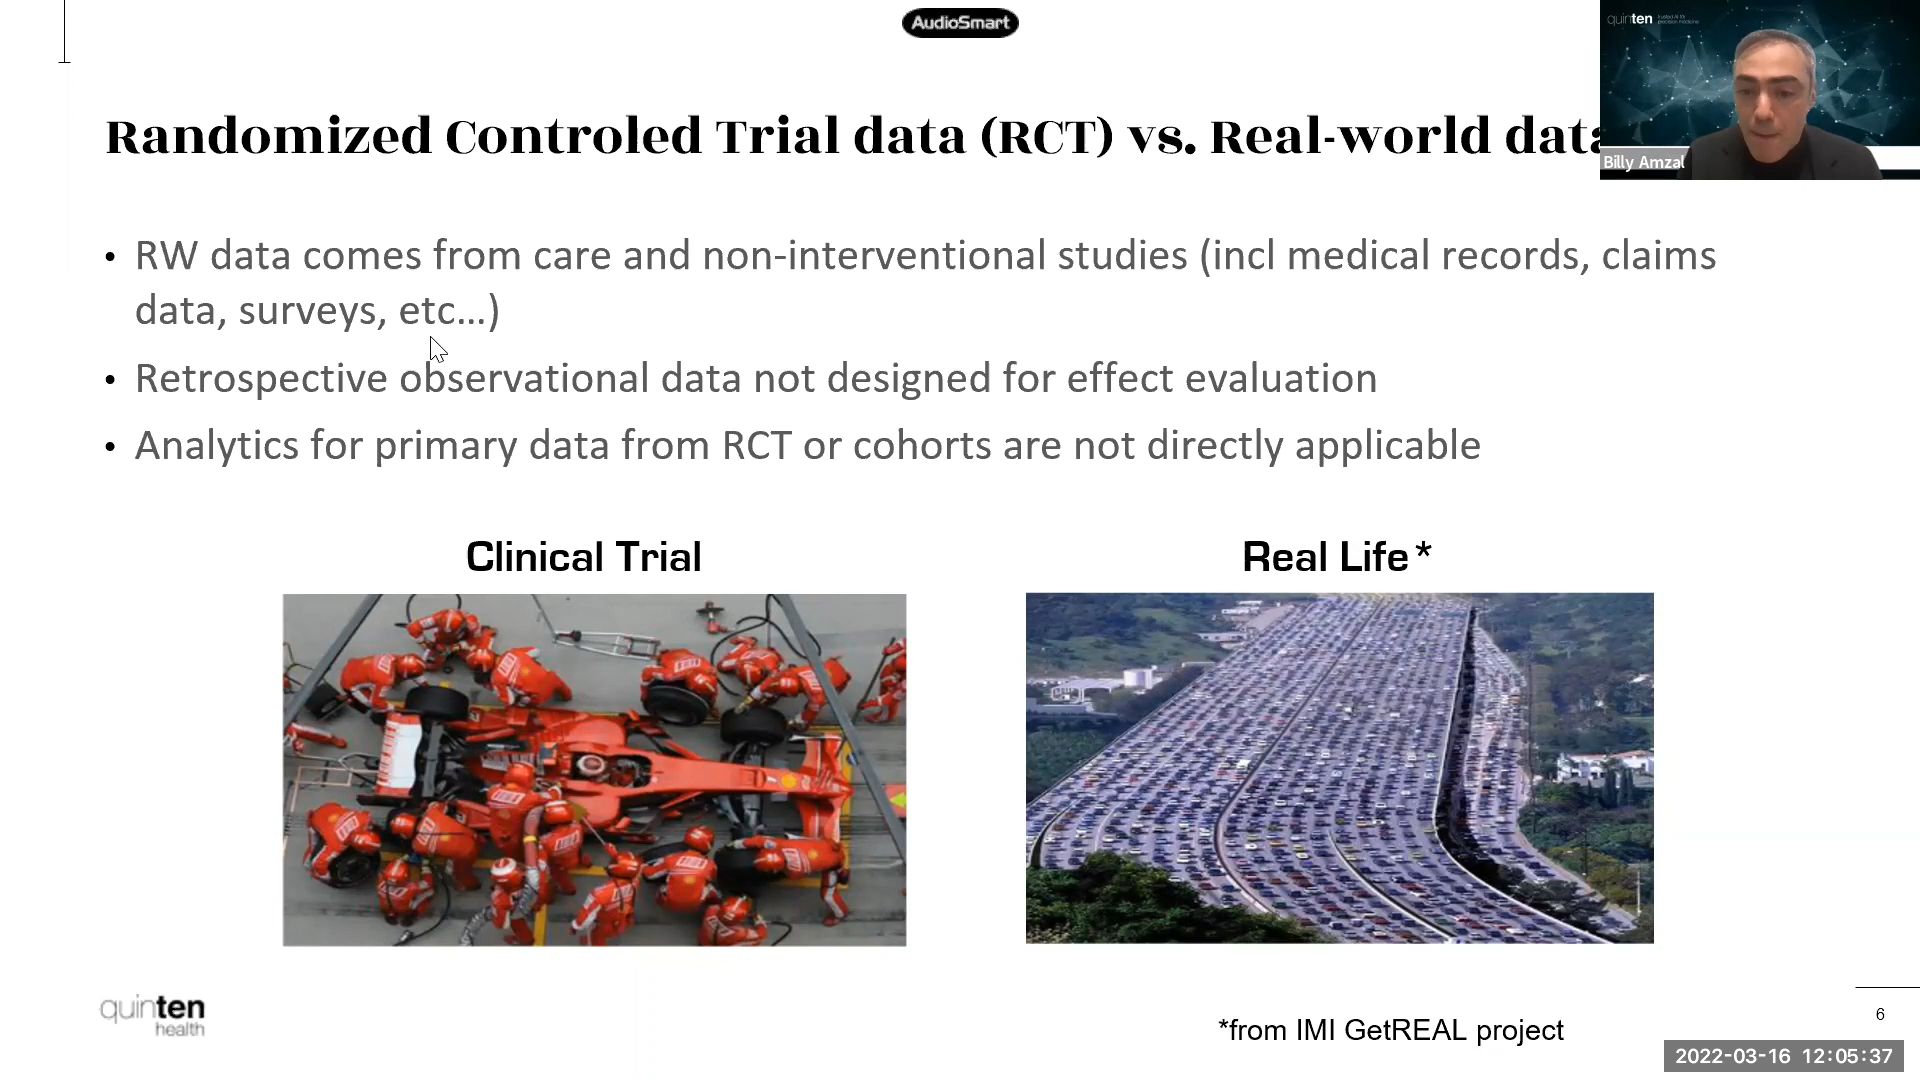 AudioSmart
quinten
Billy Amzal
Randomized Controled Trial data (RCT) vs. Real-world data
• RW data comes from care and non-interventional studies (incl medical records, claims
data, surveys, etc...)
• Retrospective observational data not designed for effect evaluation
• Analytics for primary data from RCT or cohorts are not directly applicable
Clinical Trial
Real Life*
quinten
health
*from IMI GetREAL project
6
2022-03-16 12:05:37